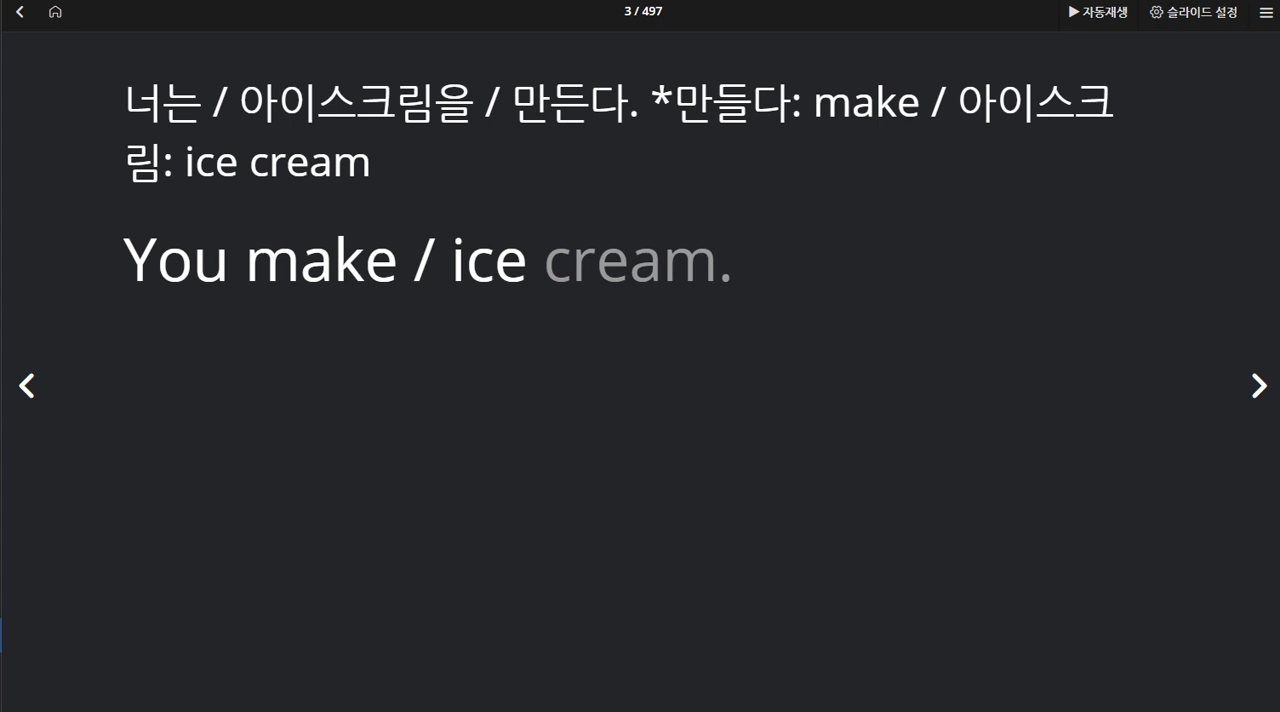 3 / 497
자동재생
슬라이드 설정
너는 / 아이스크림을 / 만든다. *만들다: make / 아이스크
림: ice cream
You make / ice cream.